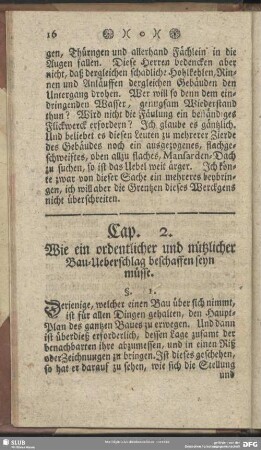 16
gen, Thürngen und allerhand Fächlein in die
Augen fallen. Diese Herren bedencken aber
nicht, daß dergleichen schädliche Hohlkehlen, Rin-
nen und Anläuffen dergleichen Gebäuden den
Untergang drohen. Wer will so denn dem ein-
dringenden Wasser, genugsam Wiederstand
thun? Wird nicht die Fäulung ein beständiges
Flickwerck erfordern? Ich glaube es gäntzlich.
Und beliebet es diesen Leuten zu mehrerer Zierde
des Gebäudes noch ein ausgezogenes, flachge-
schweiftes, oben allzu flaches, Mansarden-Dach
zu suchen, so ist das Uebel weit ärger. Ich kön-
te zwar von dieser Sache ein mehreres beybrin-
gen, ich will aber die Grentzen dieses Werckgens
nicht überschreiten.
Cap. 2.
Wie ein ordentlicher und nützlicher
Bau-Ueberschlag beschaffen seyn
müsse.
§. 1.
Derjenige, welcher einen Bau über sich nimmt,
ist für allen Dingen gehalten, den Haupt-
Plan des gantzen Baues zu erwegen. Und dann
ist überdieß erforderlich, dessen Lage zusamt der
benachbarten ihre abzumessen, und in einen Riß
oder Zeichnungen zu bringen. Ist dieses geschehen,
so hat er darauf zu sehen, wie sich die Stellung
und
SLUB
DFG